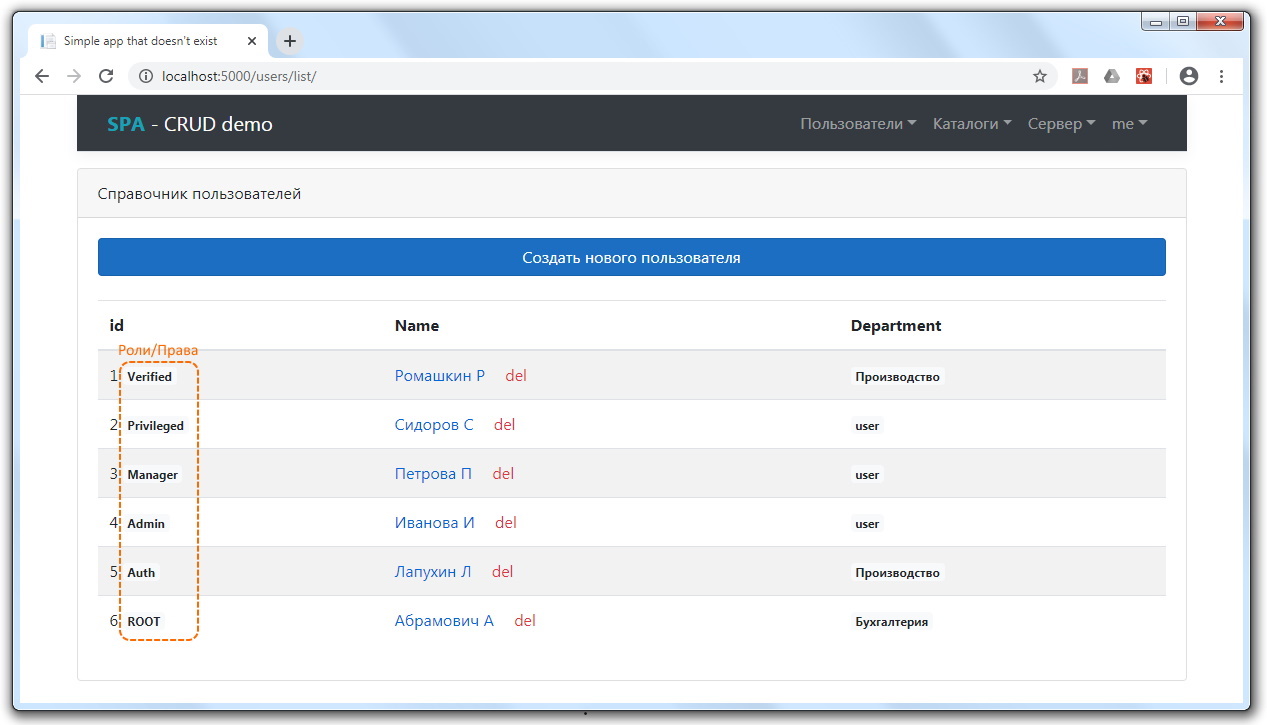 Simple app that doesn't exist
localhost:5000/users/list/
SPA - CRUD demo Пользователи Каталоги Сервер me
Справочник пользователей
Создать нового пользователя
id Name Department
Роли/Права
1 Verified Ромашкин Р del Производство
2 Privileged Сидоров С del user
3 Manager Петрова П del user
4 Admin Иванова И del user
5 Auth Лапухин Л del Производство
6 ROOT Абрамович А del Бухгалтерия